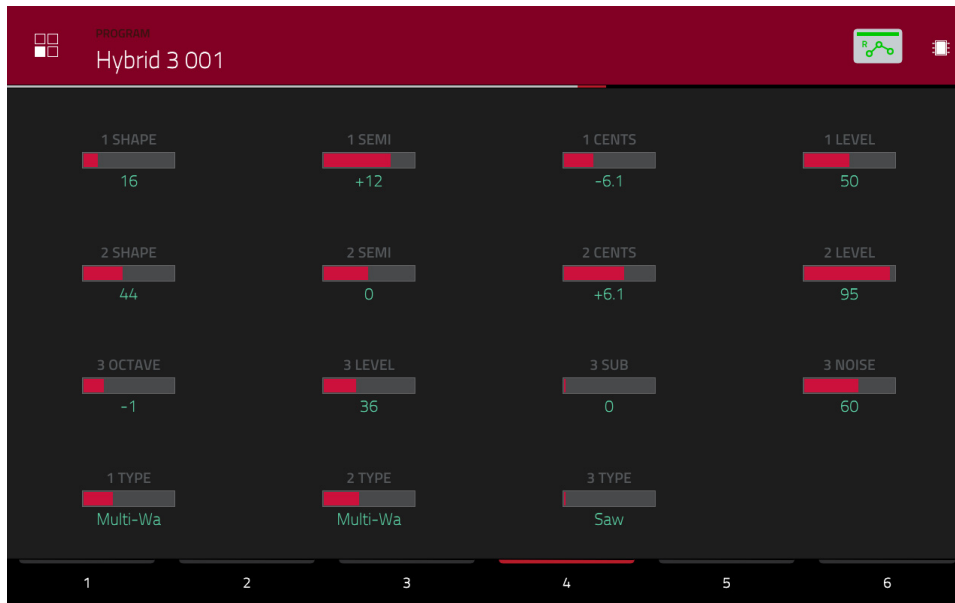 PROGRAM
Hybrid 3 001
R
1 SHAPE 1 SEMI 1 CENTS 1 LEVEL
16 +12 -6.1 50
2 SHAPE 2 SEMI 2 CENTS 2 LEVEL
44 0 +6.1 95
3 OCTAVE 3 LEVEL 3 SUB 3 NOISE
-1 36 0 60
1 TYPE 2 TYPE 3 TYPE
Multi-Wa Multi-Wa Saw
1 2 3 4 5 6